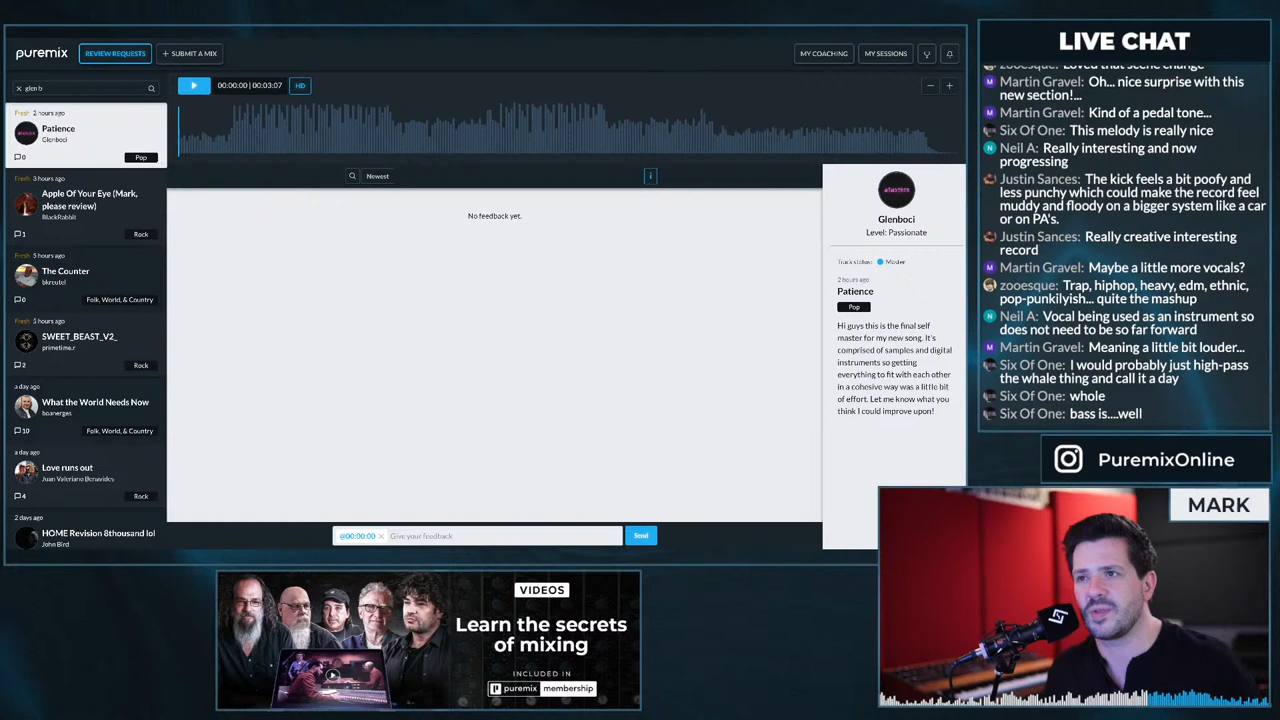 puremix
REVIEW REQUESTS
SUBMIT A MIX
MY COACHING
MY SESSIONS
glen b
00:00:00 | 00:03:07
HD
Fresh 2 hours ago
Patience
Glenboci
0
Pop
Fresh 3 hours ago
Apple Of Your Eye (Mark,
please review)
BlackRabbit
1
Rock
Fresh 5 hours ago
The Counter
bkreutel
0
Folk, World, & Country
Fresh 5 hours ago
SWEET_BEAST_V2_
primetime.r
2
Rock
a day ago
What the World Needs Now
boanerges
10
Folk, World, & Country
a day ago
Love runs out
Juan Valeriano Benavides
4
Rock
2 days ago
HOME Revision 8thousand lol
John Bird
Newest
i
No feedback yet.
@00:00:00
Give your feedback
Send
Glenboci
Level: Passionate
Track status: Master
2 hours ago
Patience
Pop
Hi guys this is the final self
master for my new song. It's
comprised of samples and digital
instruments so getting
everything to fit with each other
in a cohesive way was a little bit
of effort. Let me know what you
think I could improve upon!
LIVE CHAT
zooesque: Loved that scene change
Martin Gravel: Oh... nice surprise with this
new section!...
Martin Gravel: Kind of a pedal tone...
Six Of One: This melody is really nice
Neil A: Really interesting and now
progressing
Justin Sances: The kick feels a bit poofy and
less punchy which could make the record feel
muddy and floody on a bigger system like a car
or on PA's.
Justin Sances: Really creative interesting
record
Martin Gravel: Maybe a little more vocals?
zooesque: Trap, hiphop, heavy, edm, ethnic,
pop-punkilyish... quite the mashup
Neil A: Vocal being used as an instrument so
does not need to be so far forward
Martin Gravel: Meaning a little bit louder...
Six Of One: I would probably just high-pass
the whale thing and call it a day
Six Of One: whole
Six Of One: bass is....well
PuremixOnline
MARK
VIDEOS
Learn the secrets
of mixing
INCLUDED IN
puremix membership